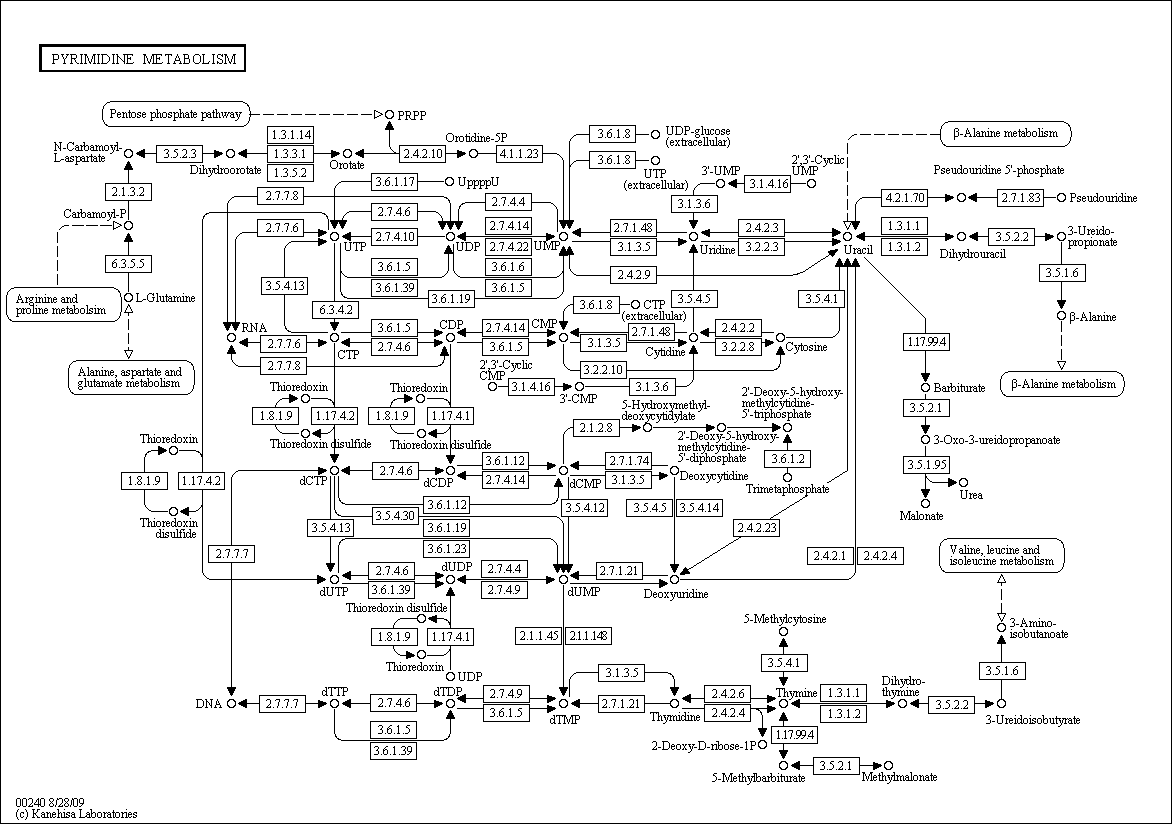 PYRIMIDINE METABOLISM
Pentose phosphate pathway
PRPP
N-Carbamoyl-
L-aspartate
3.5.2.3
Dihydroorotate
1.3.1.14
1.3.3.1
1.3.5.2
Orotate
2.4.2.10
Orotidine-5P
4.1.1.23
3.6.1.8
UDP-glucose
(extracellular)
3.6.1.8
UTP
(extracellular)
3'-UMP
3.1.4.16
2',3'-Cyclic
UMP
β-Alanine metabolism
Pseudouridine 5'-phosphate
4.2.1.70
2.7.1.83
Pseudouridine
2.1.3.2
Carbamoyl-P
6.3.5.5
L-Glutamine
Arginine and
proline metabolsim
Alanine, aspartate and
glutamate metabolism
2.7.7.8
3.6.1.17
UppppU
2.7.7.6
2.7.4.6
2.7.4.4
UTP
2.7.4.10
UDP
2.7.4.14
2.7.4.22
UMP
3.1.3.6
2.7.1.48
3.1.3.5
Uridine
2.4.2.3
3.2.2.3
Uracil
1.3.1.1
1.3.1.2
Dihydrouracil
3.5.2.2
3-Ureido-
propionate
3.6.1.5
3.6.1.39
3.6.1.6
3.6.1.5
2.4.2.9
3.5.1.6
3.5.4.13
3.6.1.19
3.5.4.5
3.5.4.1
β-Alanine
6.3.4.2
3.6.1.8
CTP
(extracellular)
RNA
2.7.7.6
CTP
3.6.1.5
2.7.4.6
CDP
2.7.4.14
3.6.1.5
CMP
2.7.1.48
3.1.3.5
Cytidine
2.4.2.2
3.2.2.8
Cytosine
1.17.99.4
2.7.7.8
3.2.2.10
2',3'-Cyclic
CMP
3.1.4.16
3'-CMP
3.1.3.6
Barbiturate
β-Alanine metabolism
Thioredoxin
1.8.1.9
1.17.4.2
Thioredoxin disulfide
Thioredoxin
1.8.1.9
1.17.4.1
Thioredoxin disulfide
5-Hydroxymethyl-
deoxycytidylate
2'-Deoxy-5-hydroxy-
methylcytidine-
5'-triphosphate
2.1.2.8
2'-Deoxy-5-hydroxy-
methylcytidine-
5'-diphosphate
3.6.1.2
Trimetaphosphate
3.5.2.1
3-Oxo-3-ureidopropanoate
3.5.1.95
Urea
Malonate
Thioredoxin
1.8.1.9
1.17.4.2
Thioredoxin
disulfide
dCTP
2.7.4.6
dCDP
3.6.1.12
2.7.4.14
dCMP
2.7.1.74
3.1.3.5
Deoxycytidine
3.6.1.12
3.5.4.30
3.5.4.12
3.5.4.5
3.5.4.14
3.5.4.13
3.6.1.19
3.6.1.23
2.4.2.23
2.7.7.7
2.4.2.1
2.4.2.4
Valine, leucine and
isoleucine metabolism
dUTP
2.7.4.6
3.6.1.39
dUDP
2.7.4.4
2.7.4.9
dUMP
2.7.1.21
Deoxyuridine
Thioredoxin disulfide
1.8.1.9
1.17.4.1
Thioredoxin
UDP
2.1.1.45
2.1.1.148
5-Methylcytosine
3.5.4.1
3-Amino-
isobutanoate
3.5.1.6
DNA
2.7.7.7
dTTP
2.7.4.6
dTDP
2.7.4.9
3.6.1.5
dTMP
3.1.3.5
2.7.1.21
Thymidine
2.4.2.6
2.4.2.4
Thymine
1.3.1.1
1.3.1.2
Dihydro-
thymine
3.5.2.2
3-Ureidoisobutyrate
3.6.1.5
3.6.1.39
2-Deoxy-D-ribose-1P
1.17.99.4
5-Methylbarbiturate
3.5.2.1
Methylmalonate
00240 8/28/09
(c) Kanehisa Laboratories